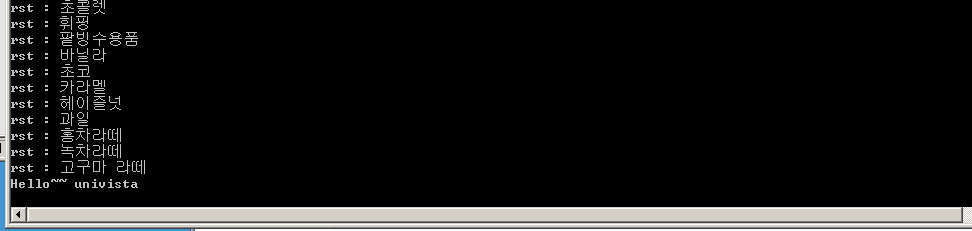 rst : 초콜렛
rst : 휘핑
rst : 팥빙수용품
rst : 바닐라
rst : 초코
rst : 카라멜
rst : 헤이즐넛
rst : 과일
rst : 홍차라떼
rst : 녹차라떼
rst : 고구마 라떼
Hello~~ univista